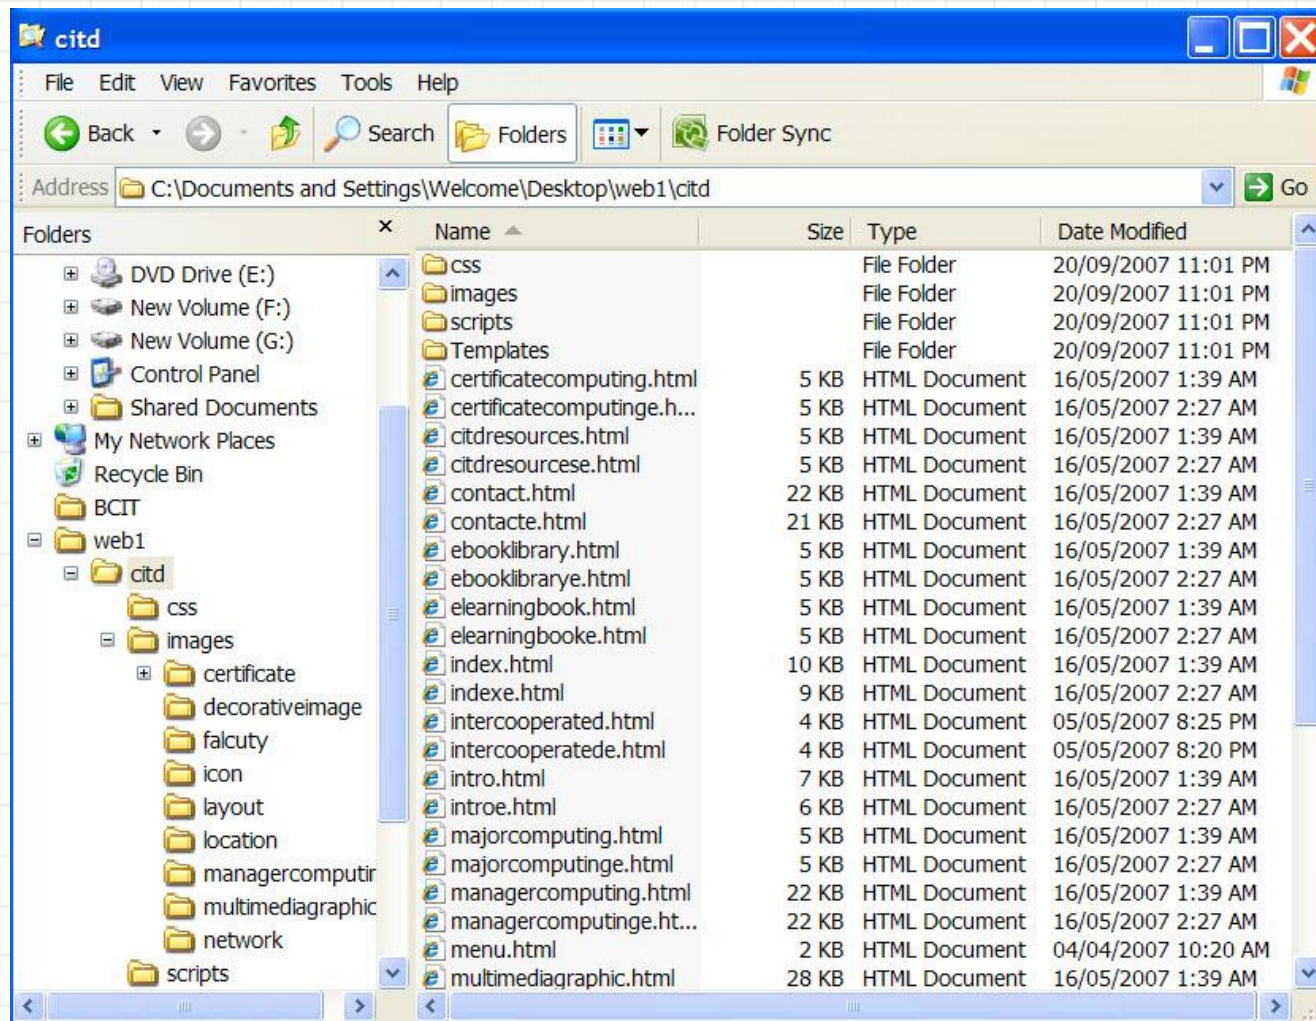 citd
File Edit View Favorites Tools Help
Back Search Folders Folder Sync
Address C:\Documents and Settings\Welcome\Desktop\web1\citd Go
Folders
DVD Drive (E:)
New Volume (F:)
New Volume (G:)
Control Panel
Shared Documents
My Network Places
Recycle Bin
BCIT
web1
citd
css
images
certificate
decorativeimage
falcuty
icon
layout
location
managercomputin
multimediagraphic
network
scripts
Name Size Type Date Modified
css File Folder 20/09/2007 11:01 PM
images File Folder 20/09/2007 11:01 PM
scripts File Folder 20/09/2007 11:01 PM
Templates File Folder 20/09/2007 11:01 PM
certificatecomputing.html 5 KB HTML Document 16/05/2007 1:39 AM
certificatecomputinge.h... 5 KB HTML Document 16/05/2007 2:27 AM
citdresources.html 5 KB HTML Document 16/05/2007 1:39 AM
citdresourcese.html 5 KB HTML Document 16/05/2007 2:27 AM
contact.html 22 KB HTML Document 16/05/2007 1:39 AM
contacte.html 21 KB HTML Document 16/05/2007 2:27 AM
ebooklibrary.html 5 KB HTML Document 16/05/2007 1:39 AM
ebooklibrarye.html 5 KB HTML Document 16/05/2007 2:27 AM
elearningbook.html 5 KB HTML Document 16/05/2007 1:39 AM
elearningbooke.html 5 KB HTML Document 16/05/2007 2:27 AM
index.html 10 KB HTML Document 16/05/2007 1:39 AM
indexe.html 9 KB HTML Document 16/05/2007 2:27 AM
intercooperated.html 4 KB HTML Document 05/05/2007 8:25 PM
intercooperatede.html 4 KB HTML Document 05/05/2007 8:20 PM
intro.html 7 KB HTML Document 16/05/2007 1:39 AM
introe.html 6 KB HTML Document 16/05/2007 2:27 AM
majorcomputing.html 5 KB HTML Document 16/05/2007 1:39 AM
majorcomputinge.html 5 KB HTML Document 16/05/2007 2:27 AM
managercomputing.html 22 KB HTML Document 16/05/2007 1:39 AM
managercomputinge.ht... 22 KB HTML Document 16/05/2007 2:27 AM
menu.html 2 KB HTML Document 04/04/2007 10:20 AM
multimediagraphic.html 28 KB HTML Document 16/05/2007 1:39 AM